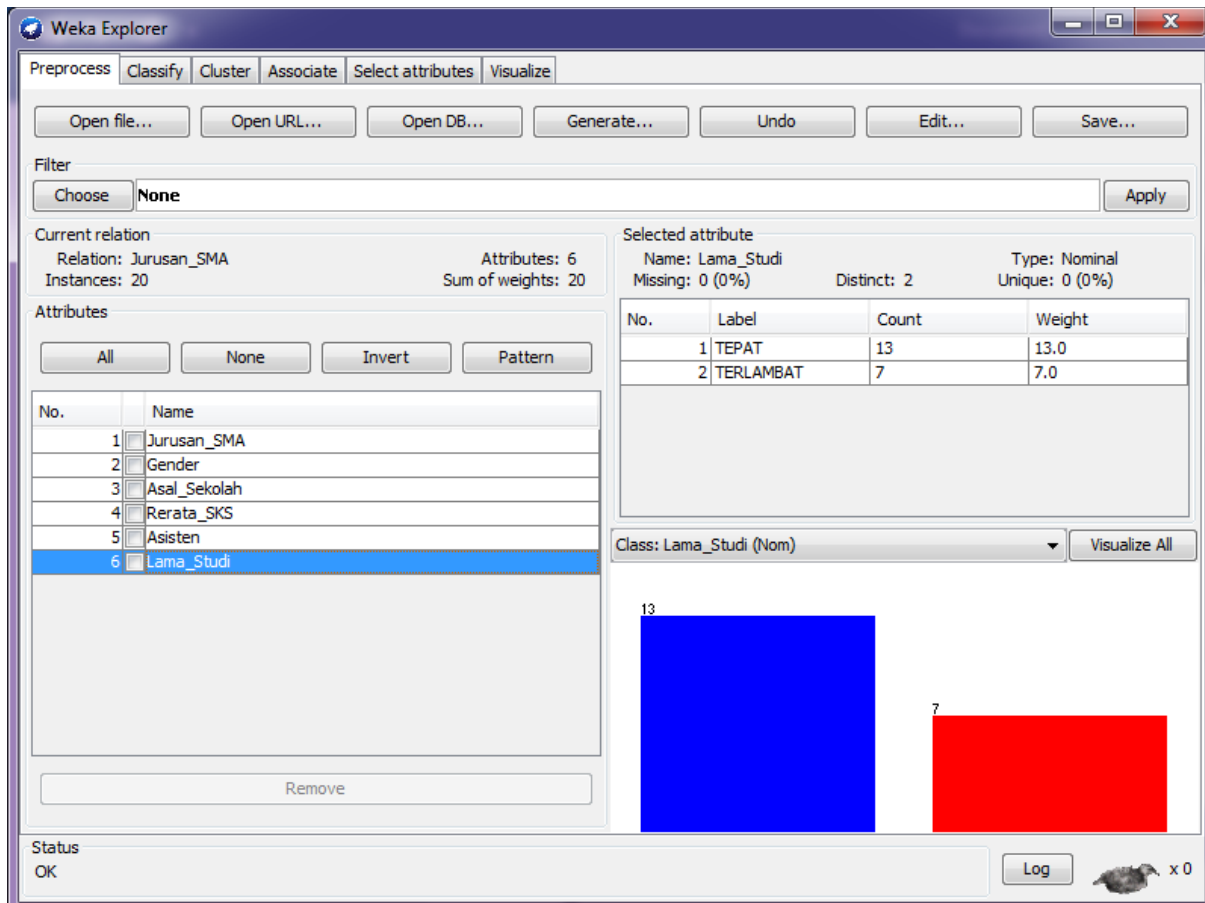 Weka Explorer
Preprocess Classify Cluster Associate Select attributes Visualize
Open file... Open URL... Open DB... Generate... Undo Edit... Save...
Filter
Choose None Apply
Current relation
Relation: Jurusan_SMA Attributes: 6
Instances: 20 Sum of weights: 20
Attributes
All None Invert Pattern
No. Name
1 Jurusan_SMA
2 Gender
3 Asal_Sekolah
4 Rerata_SKS
5 Asisten
6 Lama_Studi
Remove
Selected attribute
Name: Lama_Studi Type: Nominal
Missing: 0 (0%) Distinct: 2 Unique: 0 (0%)
No. Label Count Weight
1 TEPAT 13 13.0
2 TERLAMBAT 7 7.0
Class: Lama_Studi (Nom) Visualize All
13
7
Status
OK
Log x 0